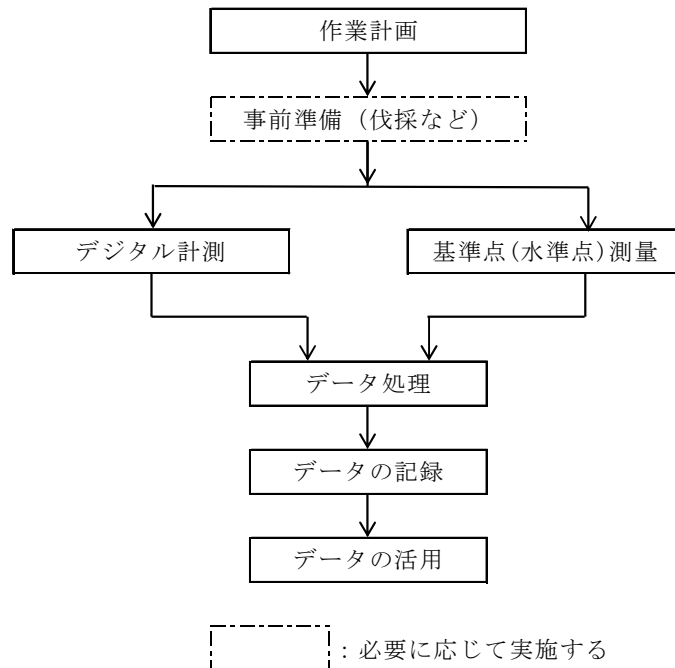 作業計画
事前準備（伐採など）
デジタル計測
基準点(水準点)測量
データ処理
データの記録
データの活用
：必要に応じて実施する